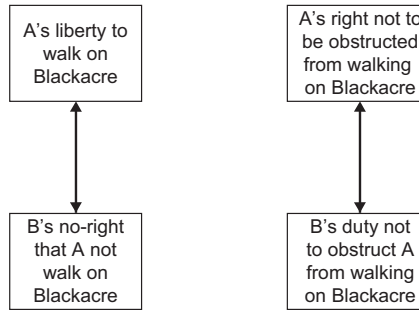 A's liberty to
walk on
Blackacre
A's right not to
be obstructed
from walking
on Blackacre
B's no-right
that A not
walk on
Blackacre
B's duty not
to obstruct A
from walking
on Blackacre